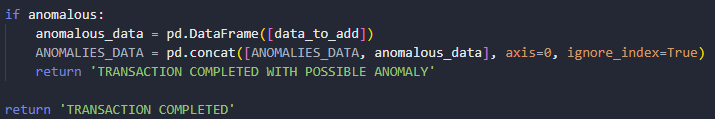 if anomalous:
    anomalous_data = pd.DataFrame([data_to_add])
    ANOMALIES_DATA = pd.concat([ANOMALIES_DATA, anomalous_data], axis=0, ignore_index=True)
    return 'TRANSACTION COMPLETED WITH POSSIBLE ANOMALY'
return 'TRANSACTION COMPLETED'